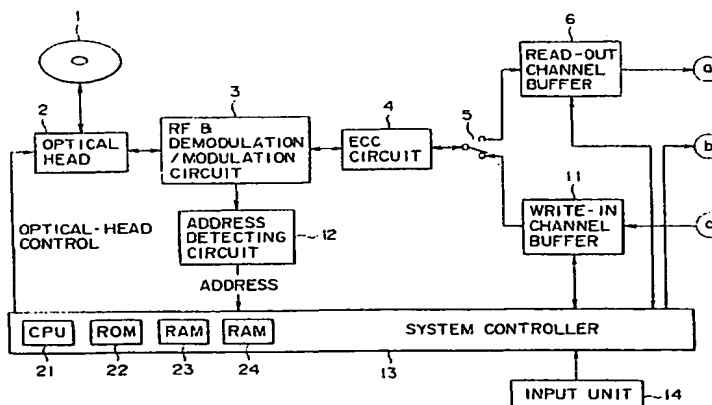 1
6
READ-OUT
CHANNEL
BUFFER
a
2
OPTICAL
HEAD
3
RF &
DEMODULATION
/MODULATION
CIRCUIT
4
ECC
CIRCUIT
5
b
11
WRITE-IN
CHANNEL
BUFFER
c
OPTICAL-HEAD
CONTROL
ADDRESS
DETECTING
CIRCUIT
12
ADDRESS
CPU
ROM
RAM
RAM
SYSTEM CONTROLLER
21
22
23
24
13
INPUT UNIT
14